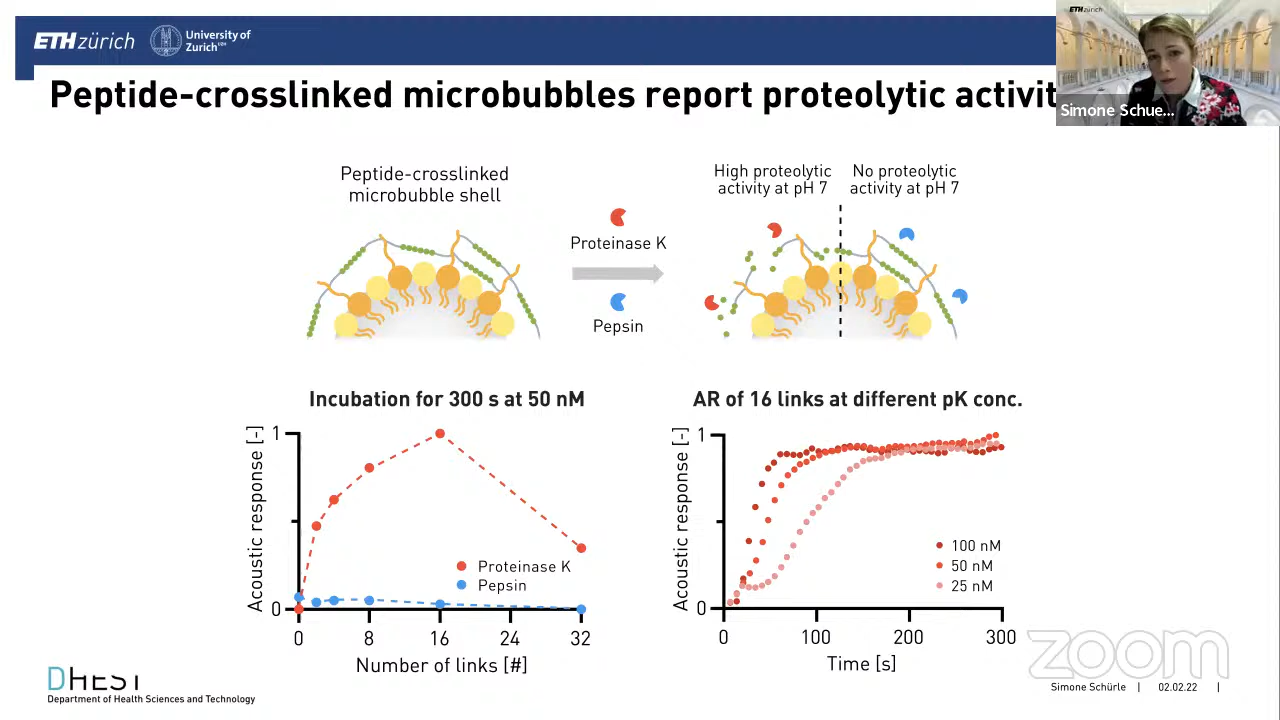 ETH zürich
University of
Zurich UZH
ETH zürich
Simone Schue...
Peptide-crosslinked microbubbles report proteolytic activit
Peptide-crosslinked
microbubble shell
Proteinase K
Pepsin
High proteolytic
activity at pH 7
No proteolytic
activity at pH 7
Incubation for 300 s at 50 nM
Acoustic response [-]
1
0
Proteinase K
Pepsin
0 8 16 24 32
Number of links [#]
AR of 16 links at different pK conc.
Acoustic response [-]
1
0
100 nM
50 nM
25 nM
0 100 200 300
Time [s]
zoom
DHEST
Department of Health Sciences and Technology
Simone Schürle | 02.02.22 |